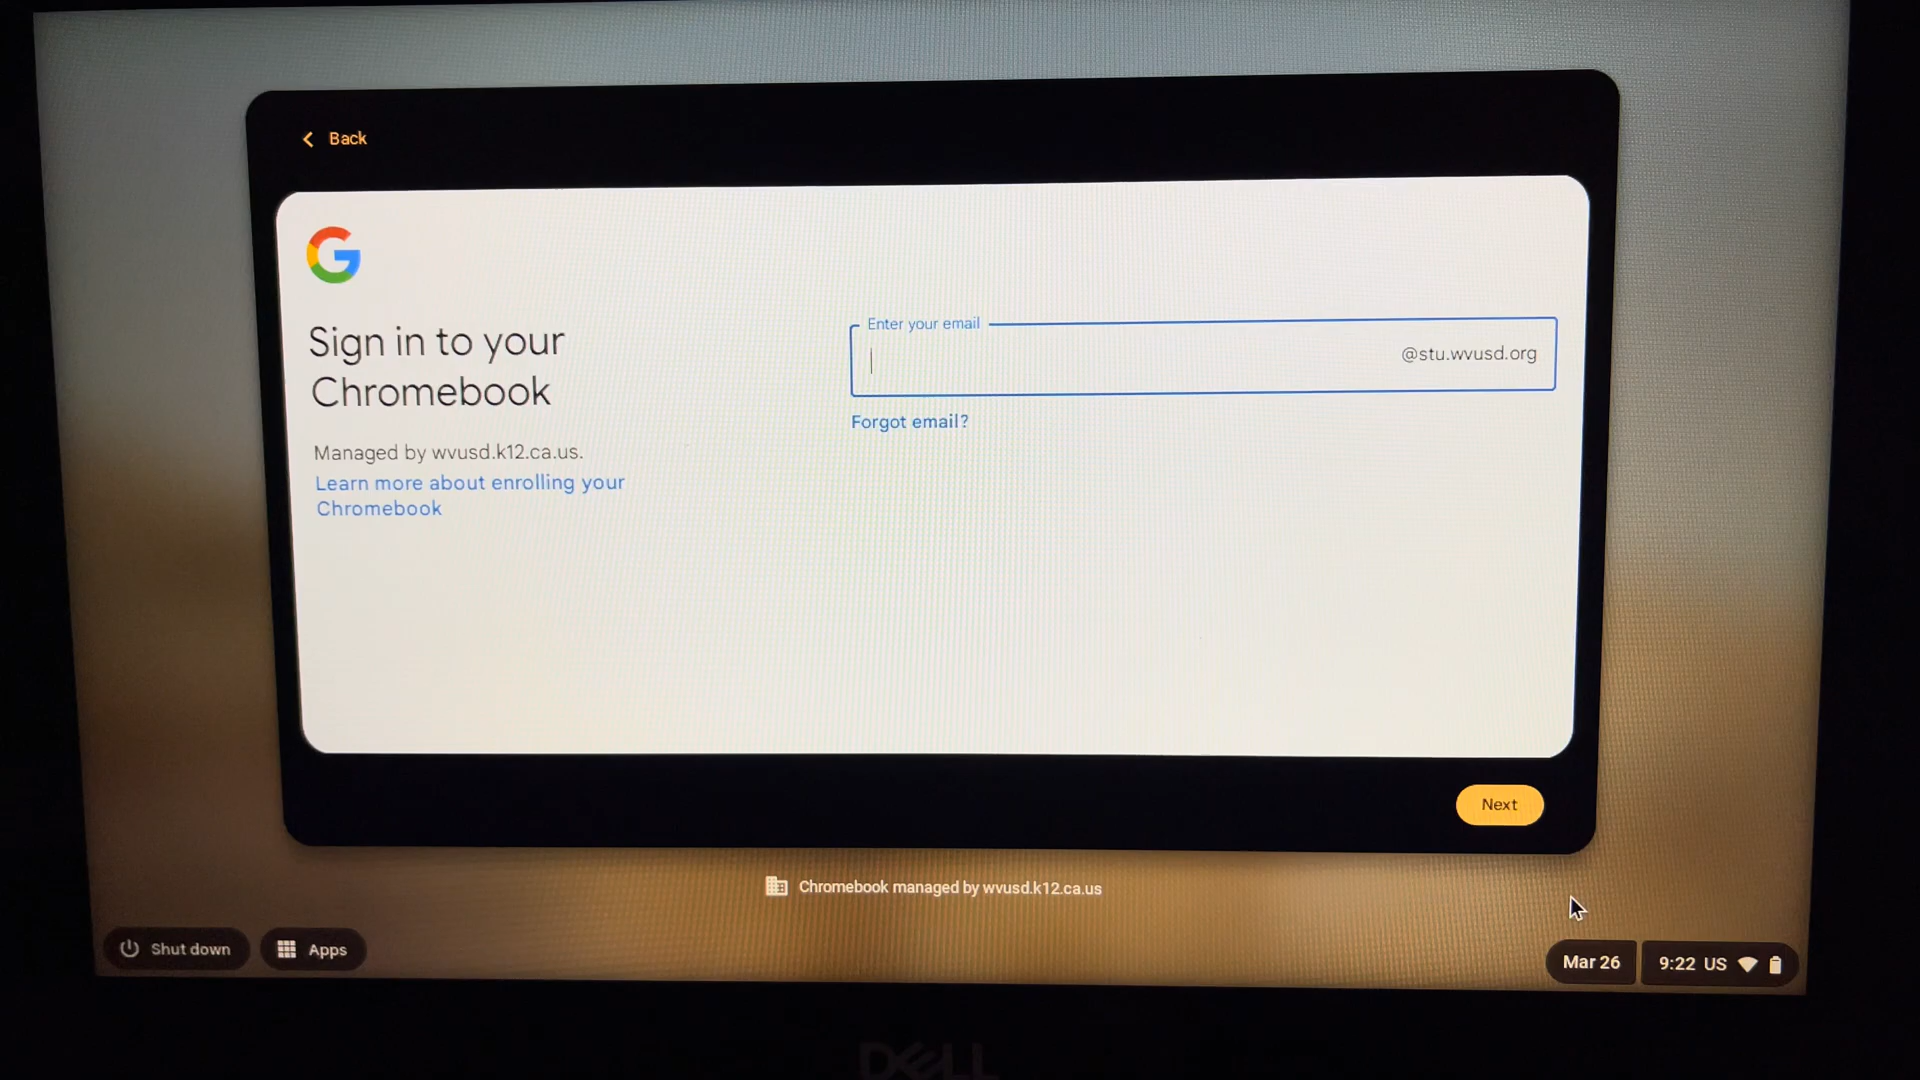 Back
Sign in to your
Chromebook
Managed by wvusd.k12.ca.us.
Learn more about enrolling your
Chromebook
Enter your email
@stu.wvusd.org
Forgot email?
Next
Chromebook managed by wvusd.k12.ca.us
Shut down
Apps
Mar 26
9:22 US
DELL